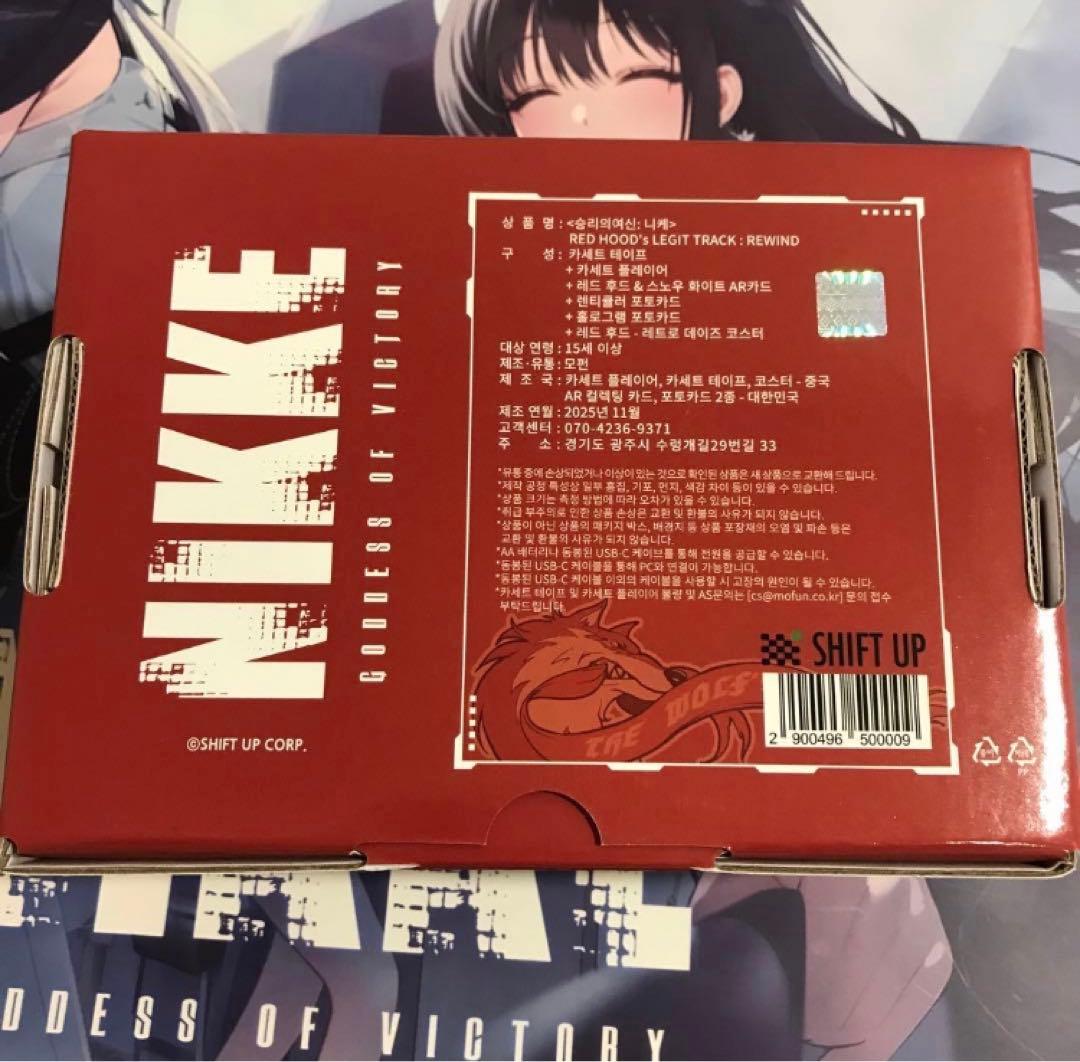 NIKKE
GODDESS OF VICTORY
©SHIFT UP CORP.
상 품 명 : <승리의여신: 니케>
RED HOOD's LEGIT TRACK : REWIND
구 성 : 카세트 테이프
+ 카세트 플레이어
+ 레드 후드 & 스노우 화이트 AR카드
+ 렌티큘러 포토카드
+ 홀로그램 포토카드
+ 레드 후드 - 레트로 데이즈 코스터
대상 연령 : 15세 이상
제조·유통 : 모펀
제 조 국 : 카세트 플레이어, 카세트 테이프, 코스터 - 중국
AR 컬렉팅 카드, 포토카드 2종 - 대한민국
제조 연월 : 2025년 11월
고객센터 : 070-4236-9371
주 소 : 경기도 광주시 수렁개길29번길 33
*유통 중에 손상되었거나 이상이 있는 것으로 확인된 상품은 새 상품으로 교환해 드립니다.
*제작 공정 특성상 일부 흠집, 기포, 먼지, 색감 차이 등이 있을 수 있습니다.
*상품 크기는 측정 방법에 따라 오차가 있을 수 있습니다.
*취급 부주의로 인한 상품 손상은 교환 및 환불의 사유가 되지 않습니다.
*상품이 아닌 상품의 패키지 박스, 배경지 등 상품 포장재의 오염 및 파손 등은
교환 및 환불의 사유가 되지 않습니다.
*AA 배터리나 동봉된 USB-C 케이블을 통해 전원을 공급할 수 있습니다.
*동봉된 USB-C 케이블을 통해 PC와 연결이 가능합니다.
*동봉된 USB-C 케이블 이외의 케이블을 사용할 시 고장의 원인이 될 수 있습니다.
*카세트 테이프 및 카세트 플레이어 불량 및 AS문의는 [cs@mofun.co.kr] 문의 접수
부탁드립니다.
THE WOLF
SHIFT UP
2 900496 500009
PP
ODDESS OF VICTORY